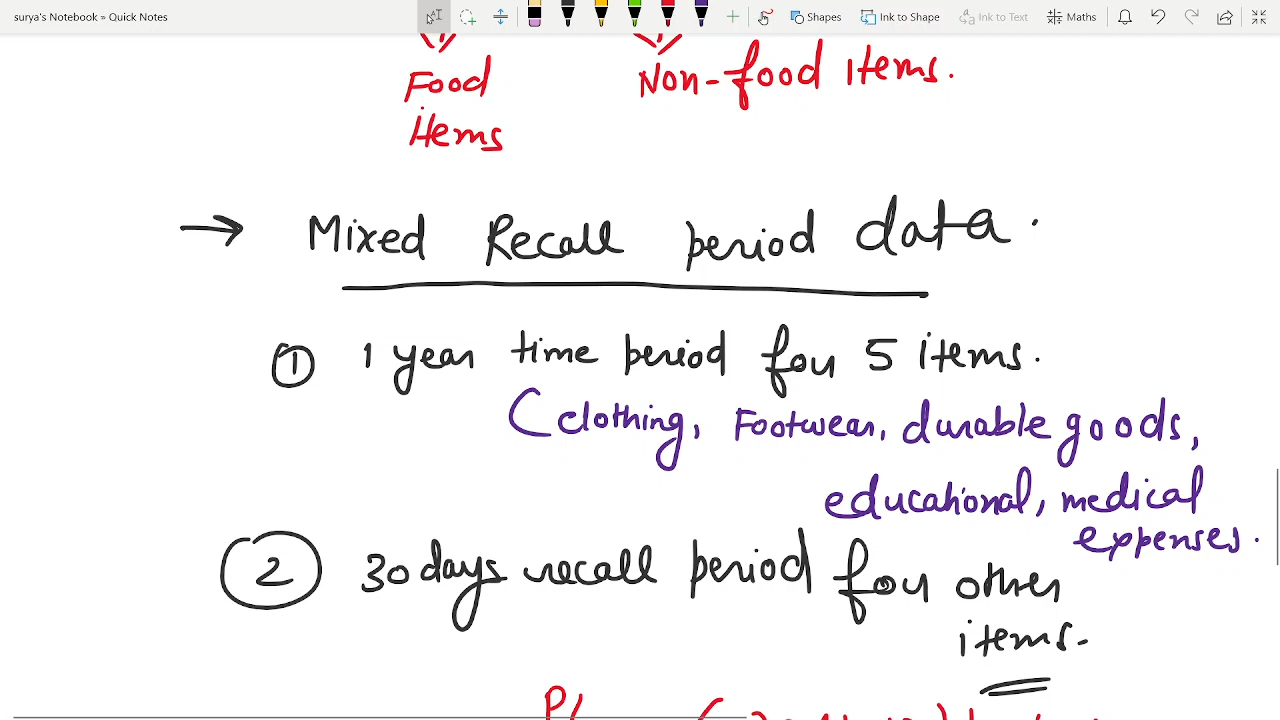 surya's Notebook » Quick Notes
Shapes Ink to Shape Ink to Text Maths
Food Non-food items.
items
→ Mixed Recall period data.
① 1 year time period for 5 items.
(clothing, Footwear, durable goods,
educational, medical
expenses.
② 30 days recall period for other
items.